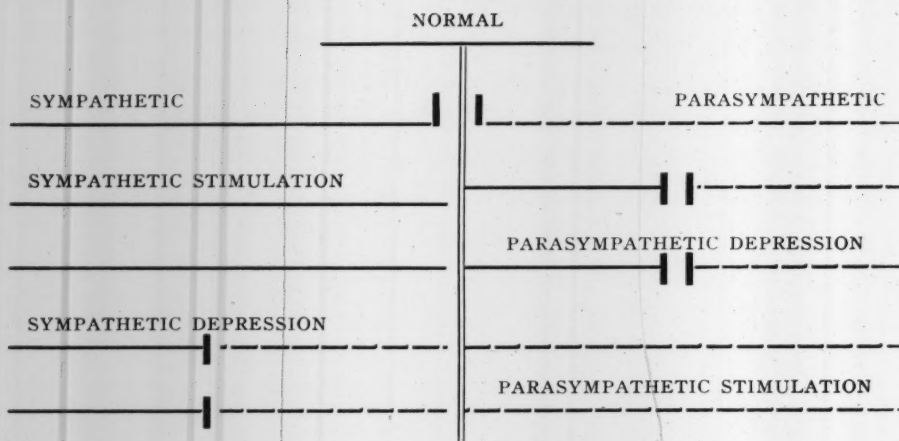 NORMAL
SYMPATHETIC PARASYMPATHETIC
SYMPATHETIC STIMULATION
PARASYMPATHETIC DEPRESSION
SYMPATHETIC DEPRESSION
PARASYMPATHETIC STIMULATION